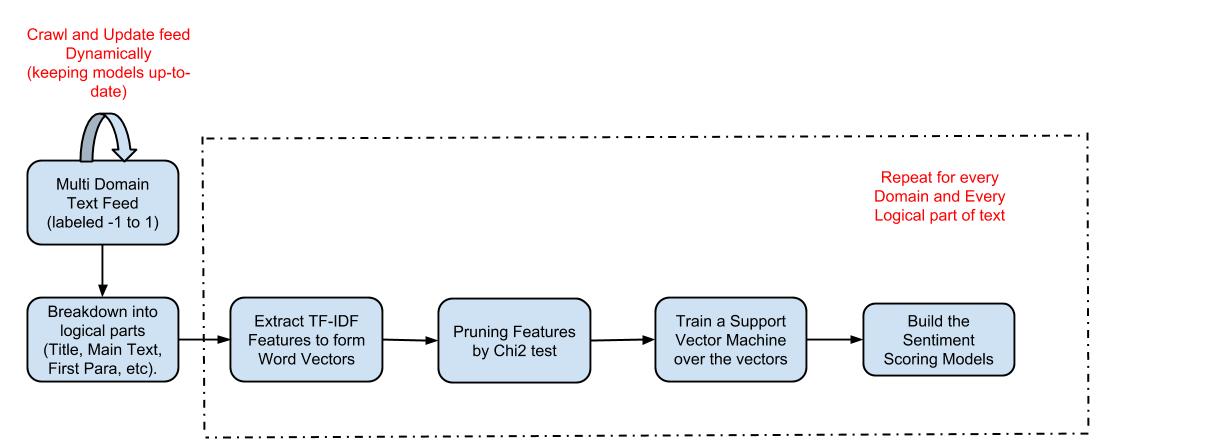 Crawl and Update feed
Dynamically
(keeping models up-to-
date)
Multi Domain
Text Feed
(labeled -1 to 1)
Repeat for every
Domain and Every
Logical part of text
Breakdown into
logical parts
(Title, Main Text,
First Para, etc).
Extract TF-IDF
Features to form
Word Vectors
Pruning Features
by Chi2 test
Train a Support
Vector Machine
over the vectors
Build the
Sentiment
Scoring Models